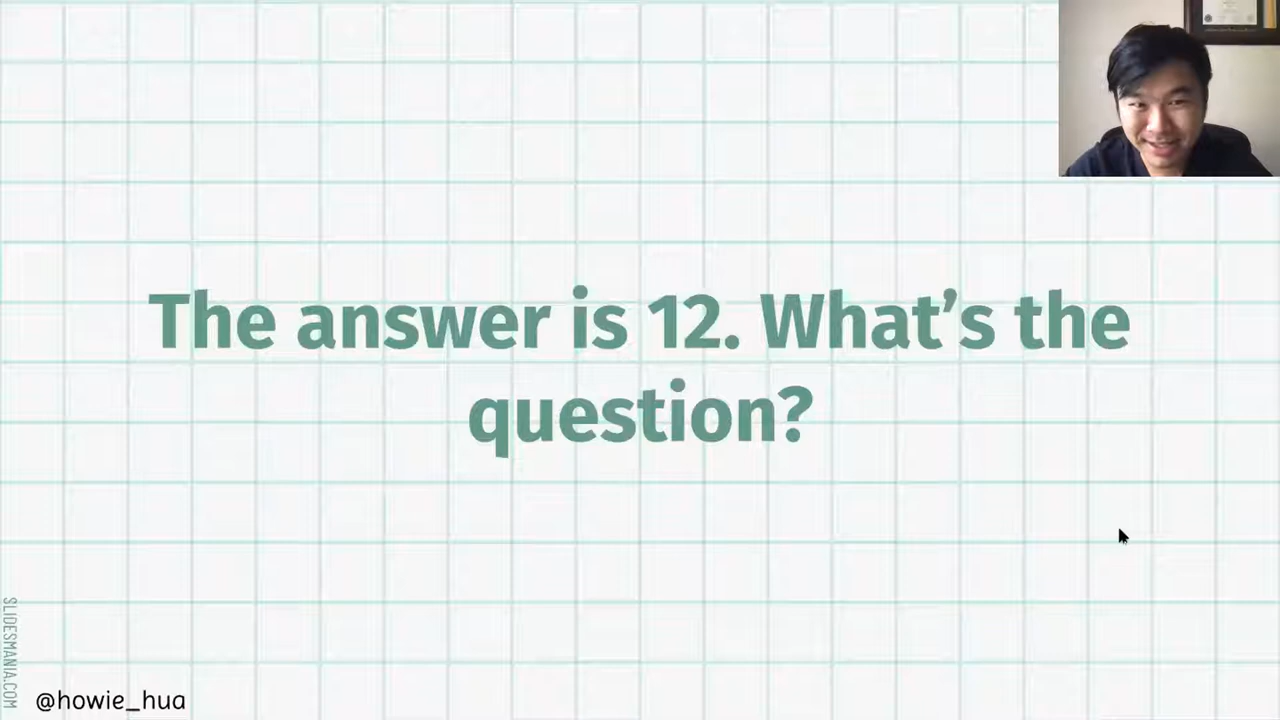 The answer is 12. What’s the
question?
SLIDESMANIA.COM
@howie_hua